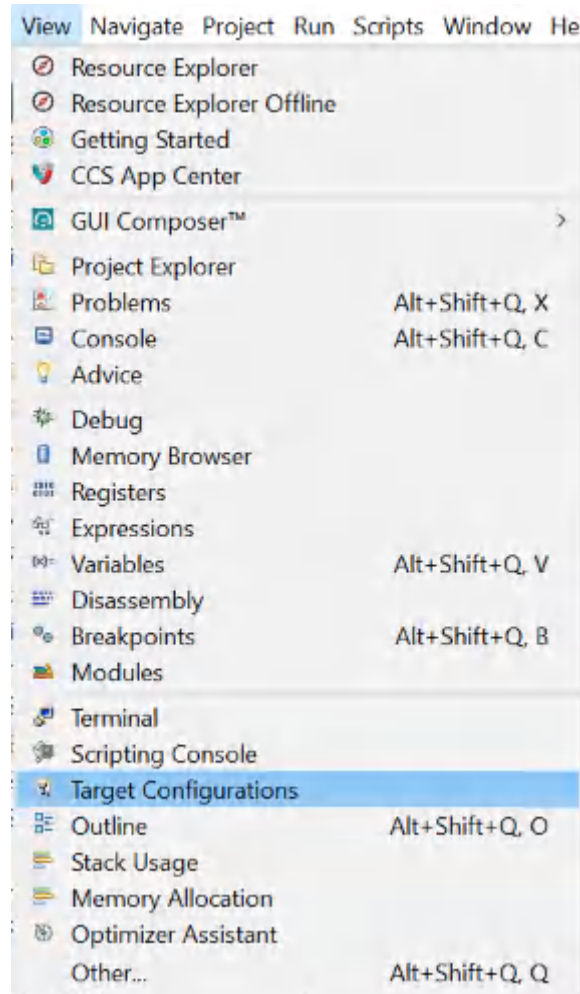 View Navigate Project Run Scripts Window He
Resource Explorer
Resource Explorer Offline
Getting Started
CCS App Center
GUI Composer™ >
Project Explorer
Problems Alt+Shift+Q, X
Console Alt+Shift+Q, C
Advice
Debug
Memory Browser
Registers
Expressions
Variables Alt+Shift+Q, V
Disassembly
Breakpoints Alt+Shift+Q, B
Modules
Terminal
Scripting Console
Target Configurations
Outline Alt+Shift+Q, O
Stack Usage
Memory Allocation
Optimizer Assistant
Other... Alt+Shift+Q, Q